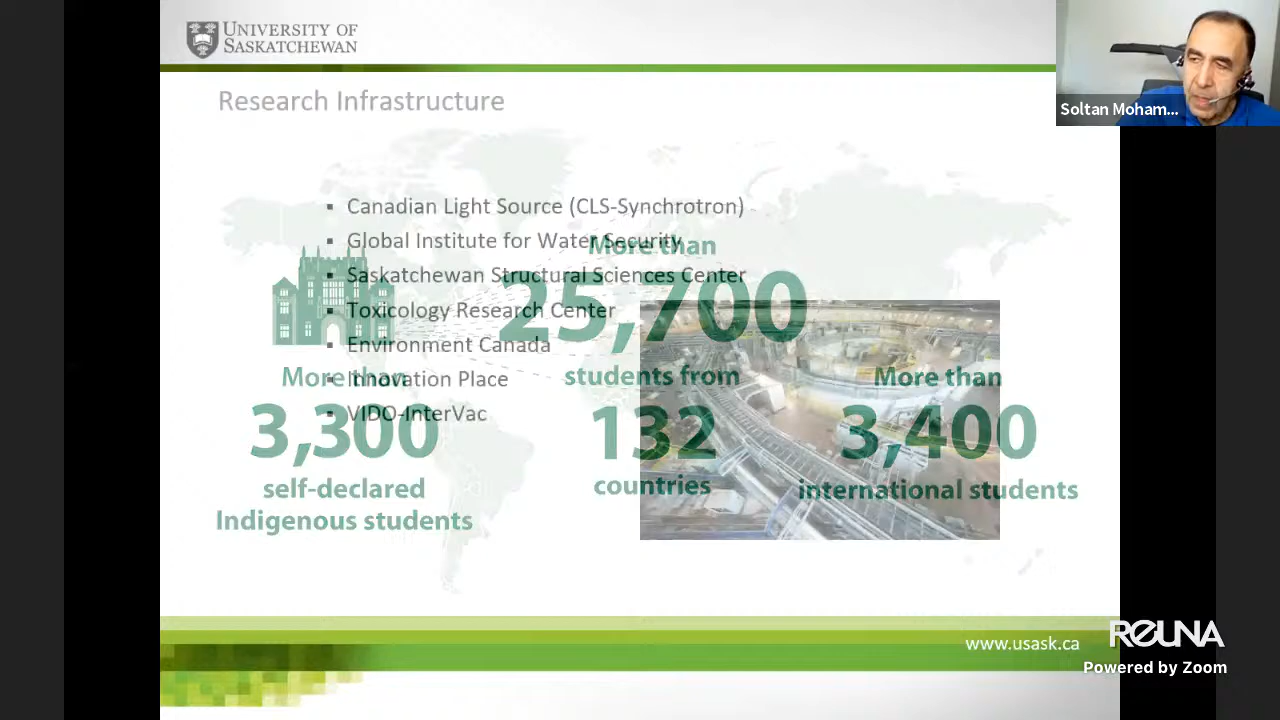 UNIVERSITY OF
SASKATCHEWAN
Research Infrastructure
Soltan Moham...
▪ Canadian Light Source (CLS-Synchrotron)
▪ Global Institute for Water Security
▪ Saskatchewan Structural Sciences Center
▪ Toxicology Research Center
▪ Environment Canada
▪ Innovation Place
▪ VIDO-InterVac
More than
25,700
students from
132
countries
More than
3,300
self-declared
Indigenous students
More than
3,400
international students
www.usask.ca
REUNA
Powered by Zoom